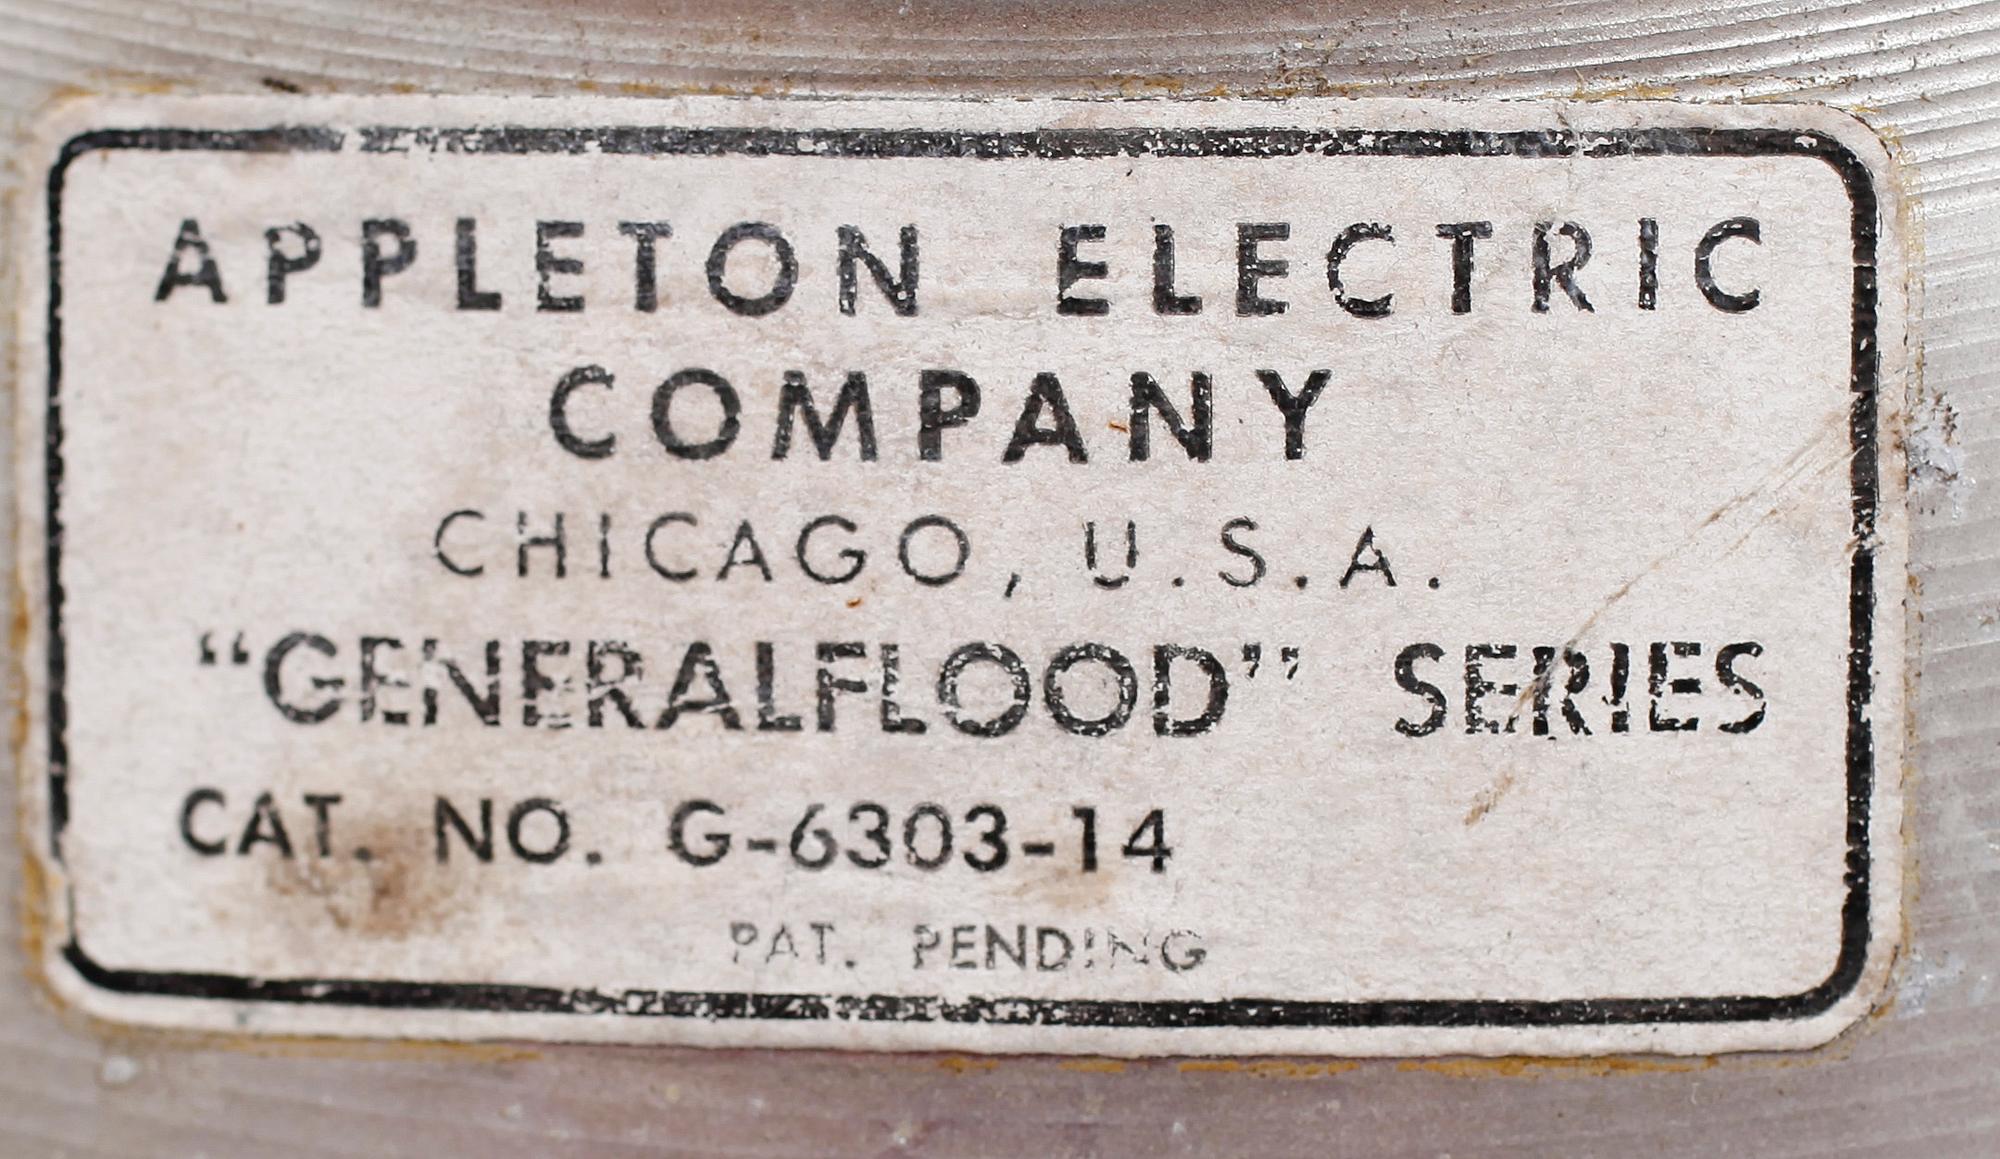 APPLETON ELECTRIC
COMPANY
CHICAGO, U.S.A.
“GENERALFLOOD” SERIES
CAT. NO. G-6303-14
PAT. PENDING